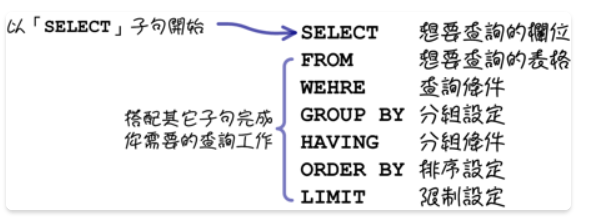 以「SELECT」子句開始
SELECT 想要查詢的欄位
FROM 想要查詢的表格
WEHRE 查詢條件
GROUP BY 分組設定
HAVING 分組條件
ORDER BY 排序設定
LIMIT 限制設定
搭配其它子句完成
你需要的查詢工作